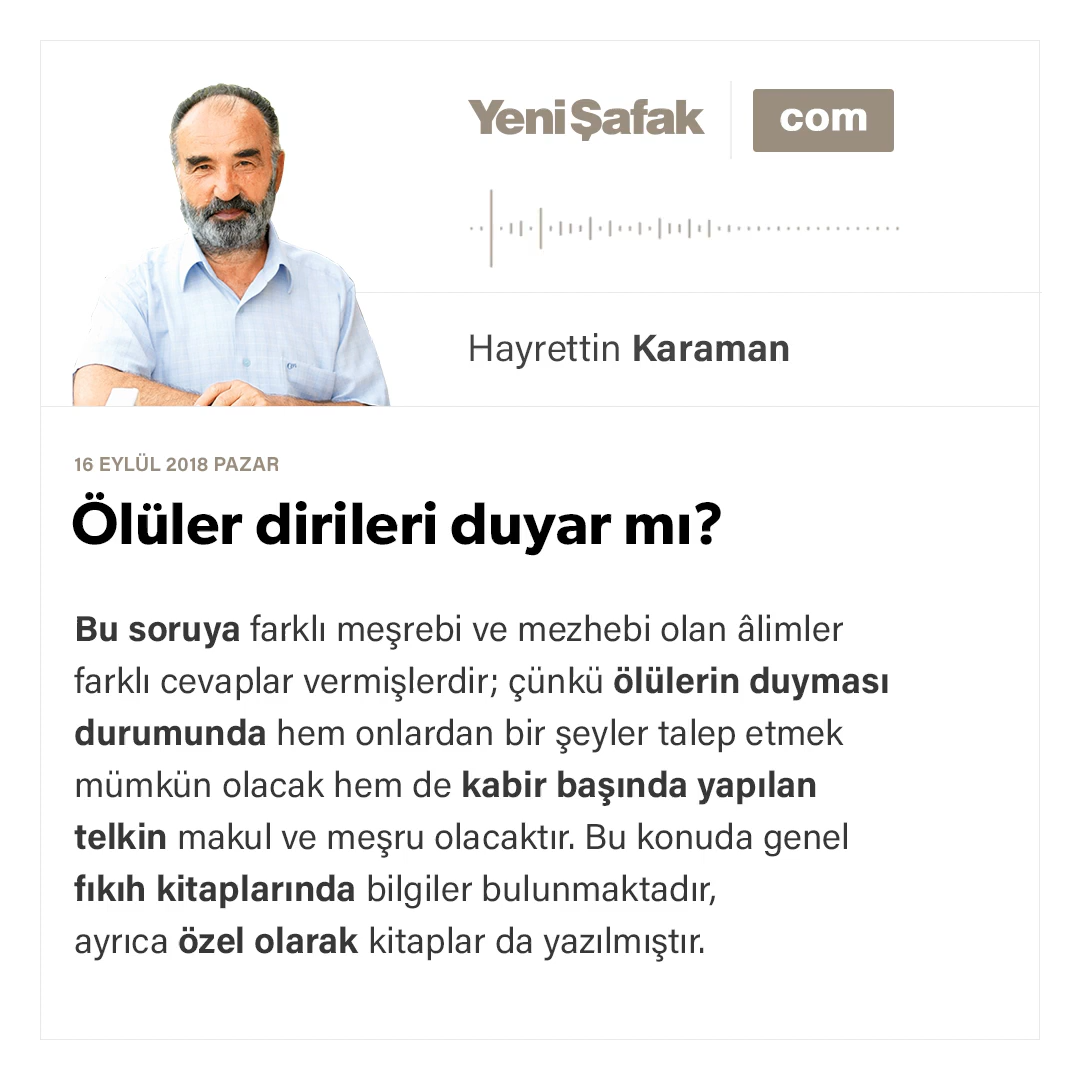 YeniŞafak com
Hayrettin Karaman
16 EYLÜL 2018 PAZAR
Ölüler dirileri duyar mı?
Bu soruya farklı meşrebi ve mezhebi olan âlimler
farklı cevaplar vermişlerdir; çünkü ölülerin duyması
durumunda hem onlardan bir şeyler talep etmek
mümkün olacak hem de kabir başında yapılan
telkin makul ve meşru olacaktır. Bu konuda genel
fıkıh kitaplarında bilgiler bulunmaktadır,
ayrıca özel olarak kitaplar da yazılmıştır.